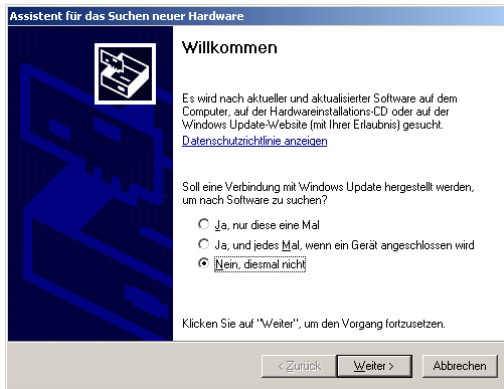 Assistent für das Suchen neuer Hardware
Willkommen
Es wird nach aktueller und aktualisierter Software auf dem
Computer, auf der Hardwareinstallations-CD oder auf der
Windows Update-Website (mit Ihrer Erlaubnis) gesucht.
Datenschutzrichtlinie anzeigen
Soll eine Verbindung mit Windows Update hergestellt werden,
um nach Software zu suchen?
Ja, nur diese eine Mal
Ja, und jedes Mal, wenn ein Gerät angeschlossen wird
Nein, diesmal nicht
Klicken Sie auf "Weiter", um den Vorgang fortzusetzen.
< Zurück Weiter > Abbrechen